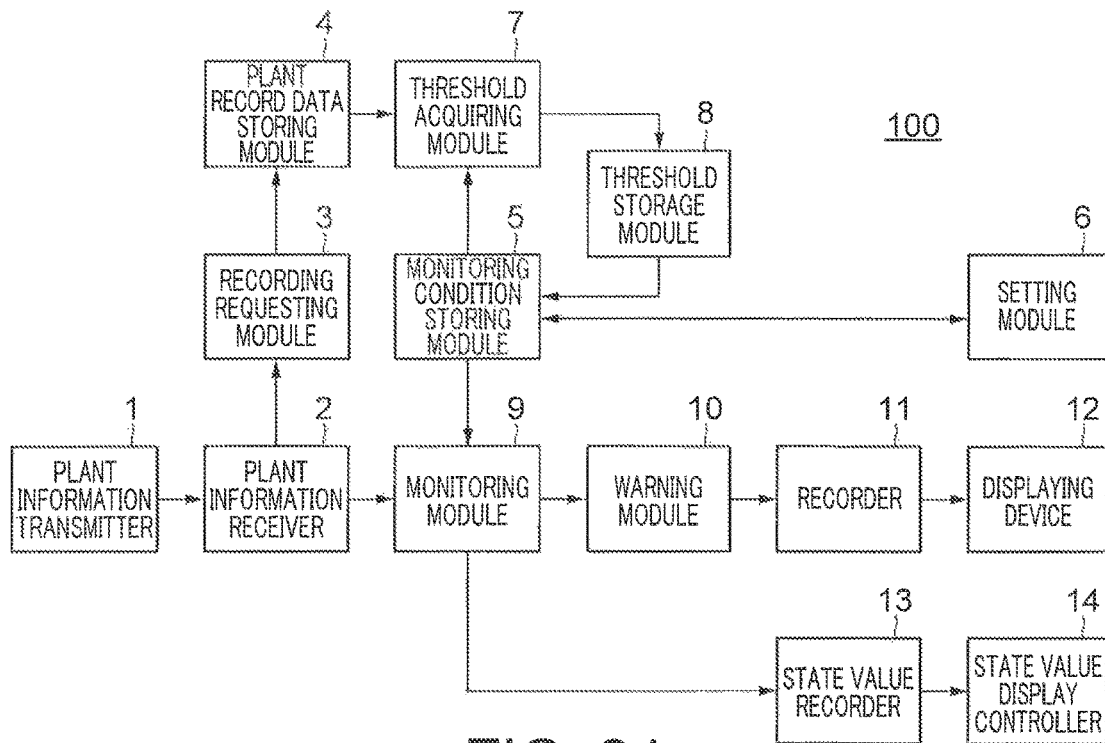 4
7
PLANT
RECORD DATA
STORING
MODULE
THRESHOLD
ACQUIRING
MODULE
8
100
THRESHOLD
STORAGE
MODULE
3
5
6
RECORDING
REQUESTING
MODULE
MONITORING
CONDITION
STORING
MODULE
SETTING
MODULE
1
2
9
10
11
12
PLANT
INFORMATION
TRANSMITTER
PLANT
INFORMATION
RECEIVER
MONITORING
MODULE
WARNING
MODULE
RECORDER
DISPLAYING
DEVICE
13
14
STATE VALUE
RECORDER
STATE VALUE
DISPLAY
CONTROLLER